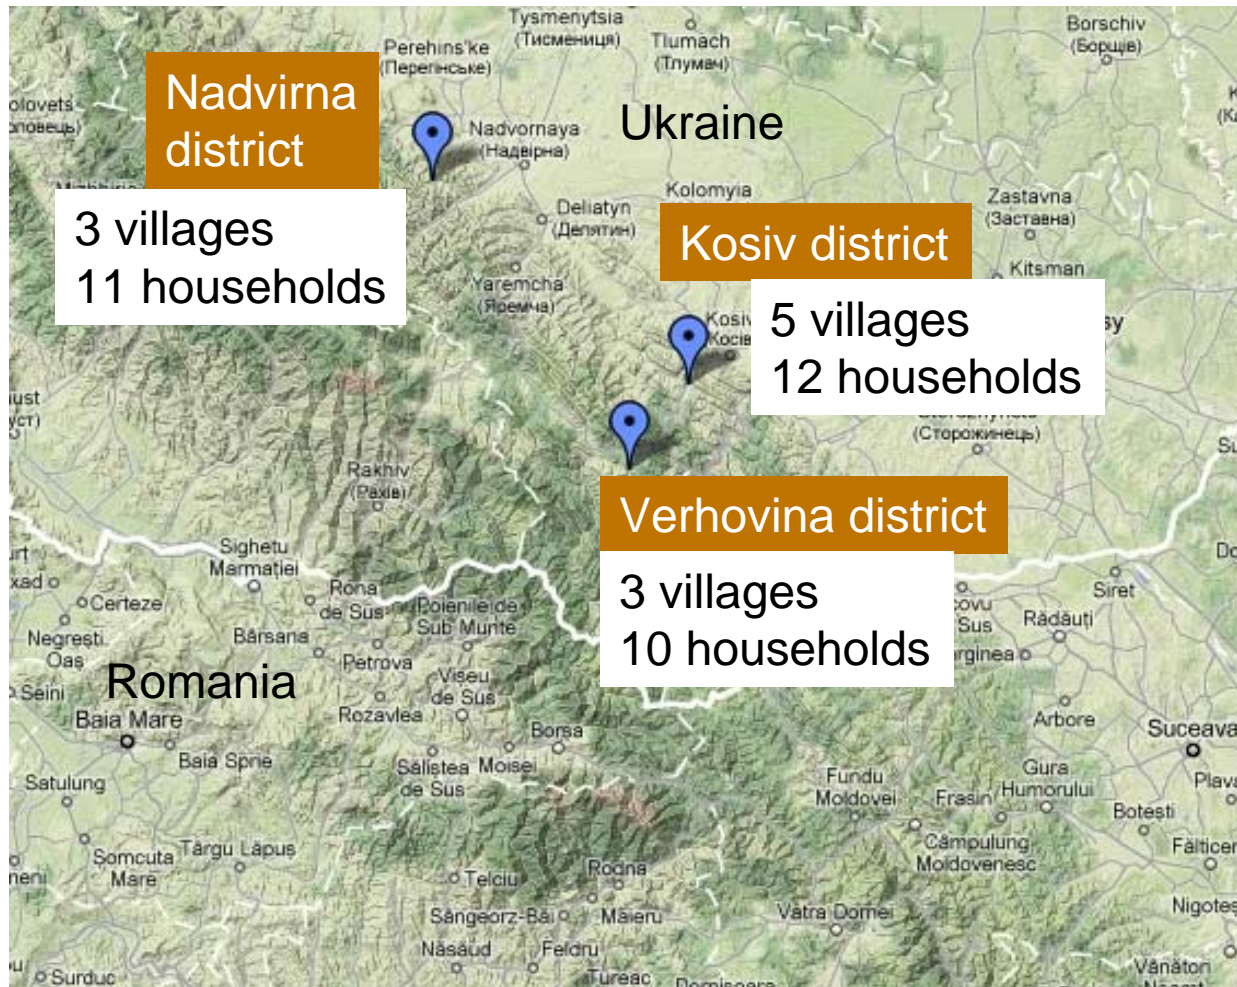 Tysmenytsia
(Тисмениця)
Tlumach
(Тлумач)
Borschiv
(Борщів)
Perehins'ke
(Перегінське)
Nadvirna
district
3 villages
11 households
Nadvornaya
(Надвірна)
Ukraine
Kolomyia
Deliatyn
(Делятин)
Zastavna
(Заставна)
Kosiv district
5 villages
12 households
Kitsman
Yaremcha
(Яремча)
Rakhiv
(Рахів)
(Сторожинець)
Verhovina district
3 villages
10 households
Sighetu
Marmației
Rona
de Sus
Poienile de
Sub Munte
Certeze
Negrești
Oaș
Bârsana
Petrova
Vișeu
de Sus
Siret
Rădăuți
Sus
Seini
Romania
Baia Mare
Baia Sprie
Rozavlea
Borșa
Arbore
Suceava
Satulung
Săliștea
de Sus
Moisei
Fundu
Moldovei
Frasin
Gura
Humorului
Botești
Șomcuta
Mare
Târgu Lăpuș
Câmpulung
Moldovenesc
Telciu
Rodna
Sângeorz-Băi
Maieru
Vatra Dornei
Năsăud
Feldru
Surduc
Vânători